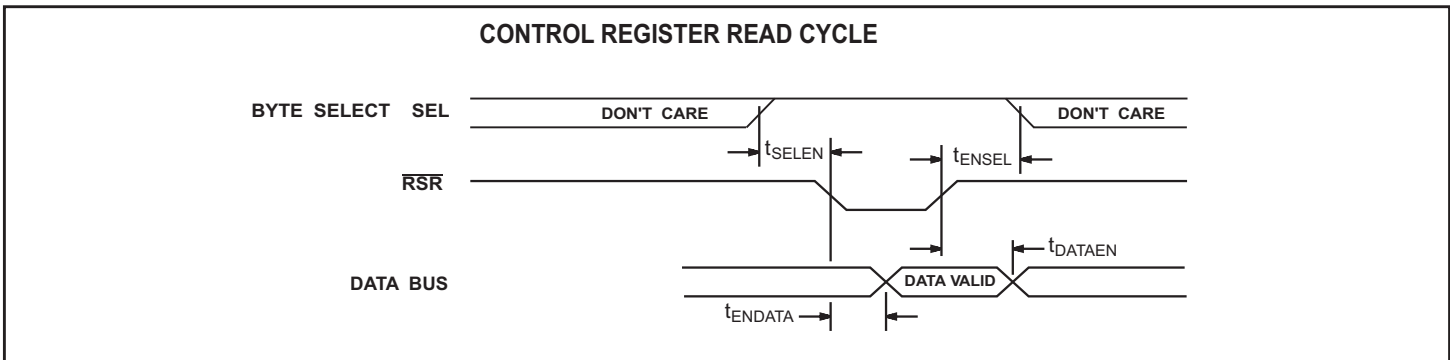 CONTROL REGISTER READ CYCLE
BYTE SELECT SEL
DON'T CARE
DON'T CARE
tSELEN
tENSEL
RSR
tDATAEN
DATA BUS
DATA VALID
tENDATA